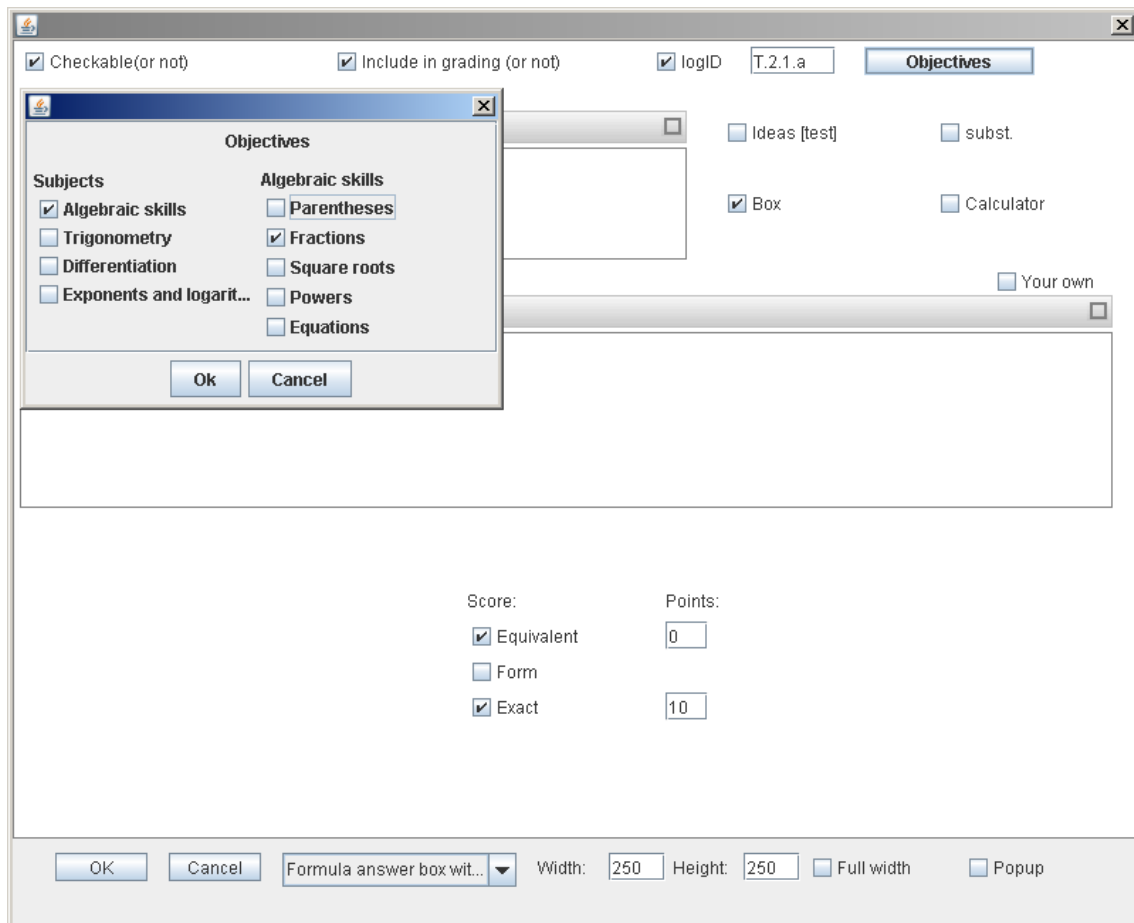 Checkable(or not) Include in grading (or not) logID T.2.1.a Objectives
Objectives
Subjects
Algebraic skills
Trigonometry
Differentiation
Exponents and logarit...
Algebraic skills
Parentheses
Fractions
Square roots
Powers
Equations
Ok Cancel
Ideas [test] subst.
Box Calculator
Your own
Score: Points:
Equivalent 0
Form
Exact 10
OK Cancel Formula answer box wit... Width: 250 Height: 250 Full width Popup